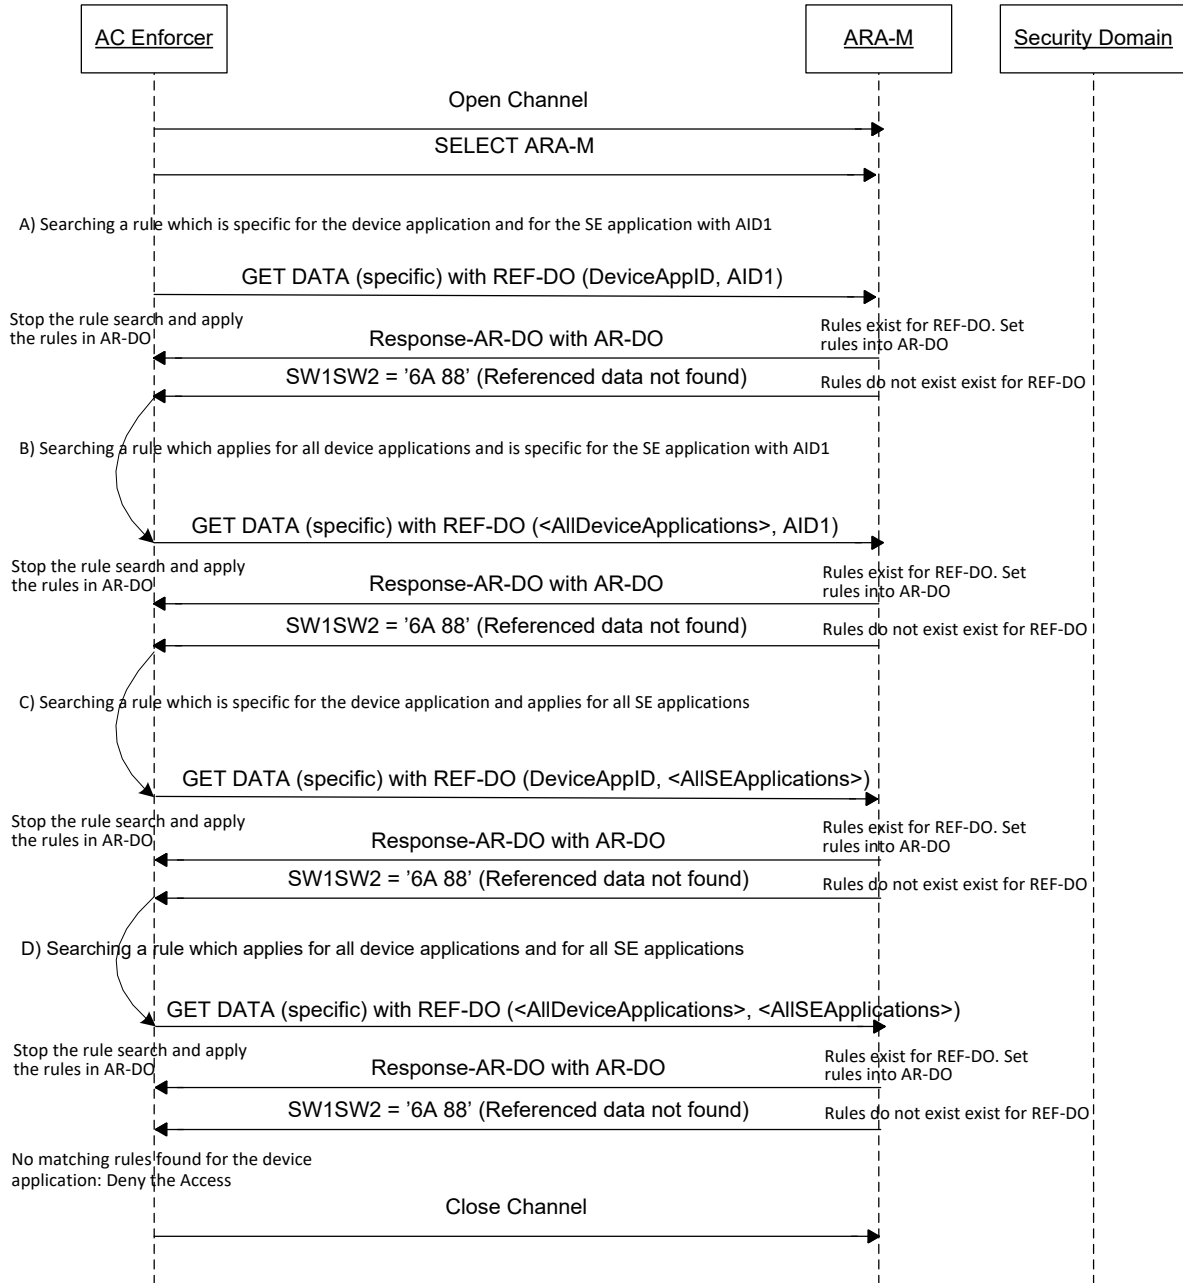 AC Enforcer
ARA-M
Security Domain
Open Channel
SELECT ARA-M
A) Searching a rule which is specific for the device application and for the SE application with AID1
GET DATA (specific) with REF-DO (DeviceAppID, AID1)
Stop the rule search and apply
the rules in AR-DO
Response-AR-DO with AR-DO
Rules exist for REF-DO. Set
rules into AR-DO
SW1SW2 = ’6A 88’ (Referenced data not found)
Rules do not exist exist for REF-DO
B) Searching a rule which applies for all device applications and is specific for the SE application with AID1
GET DATA (specific) with REF-DO (<AllDeviceApplications>, AID1)
Stop the rule search and apply
the rules in AR-DO
Response-AR-DO with AR-DO
Rules exist for REF-DO. Set
rules into AR-DO
SW1SW2 = ’6A 88’ (Referenced data not found)
Rules do not exist exist for REF-DO
C) Searching a rule which is specific for the device application and applies for all SE applications
GET DATA (specific) with REF-DO (DeviceAppID, <AllSEApplications>)
Stop the rule search and apply
the rules in AR-DO
Response-AR-DO with AR-DO
Rules exist for REF-DO. Set
rules into AR-DO
SW1SW2 = ’6A 88’ (Referenced data not found)
Rules do not exist exist for REF-DO
D) Searching a rule which applies for all device applications and for all SE applications
GET DATA (specific) with REF-DO (<AllDeviceApplications>, <AllSEApplications>)
Stop the rule search and apply
the rules in AR-DO
Response-AR-DO with AR-DO
Rules exist for REF-DO. Set
rules into AR-DO
SW1SW2 = ’6A 88’ (Referenced data not found)
Rules do not exist exist for REF-DO
No matching rules found for the device
application: Deny the Access
Close Channel